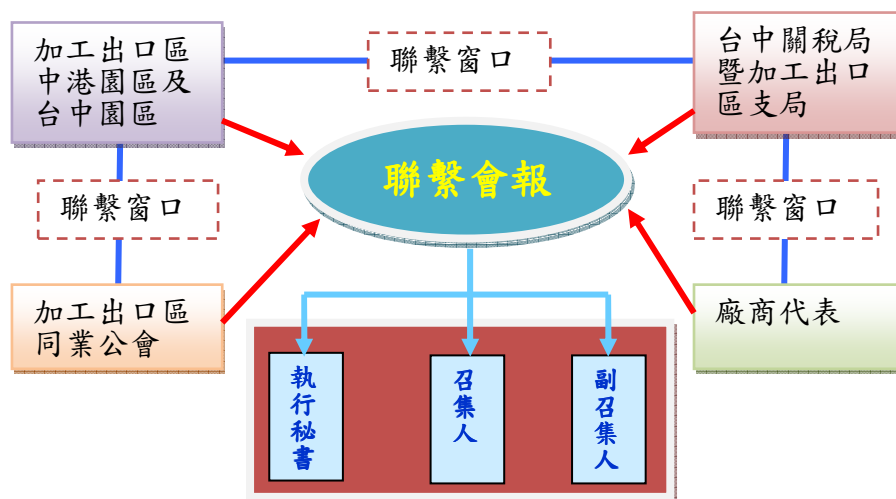 加工出口區
中港園區及
台中園區
聯繫窗口
台中關稅局
暨加工出口
區支局
聯繫會報
聯繫窗口
聯繫窗口
加工出口區
同業公會
廠商代表
執行秘書
召集人
副召集人